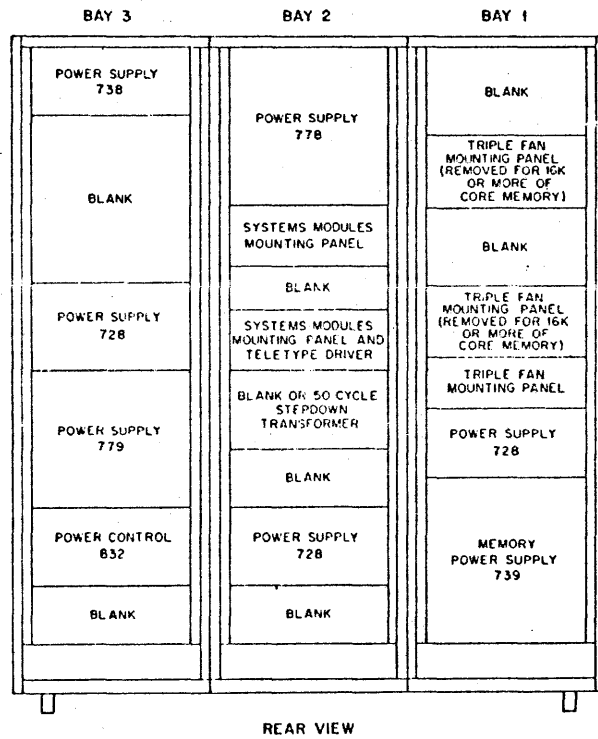 BAY 3
BAY 2
BAY 1
POWER SUPPLY
738
BLANK
POWER SUPPLY
728
POWER SUPPLY
779
POWER CONTROL
832
BLANK
POWER SUPPLY
778
SYSTEMS MODULES
MOUNTING PANEL
BLANK
SYSTEMS MODULES
MOUNTING PANEL AND
TELETYPE DRIVER
BLANK OR 50 CYCLE
STEPDOWN
TRANSFORMER
BLANK
POWER SUPPLY
728
BLANK
BLANK
TRIPLE FAN
MOUNTING PANEL
(REMOVED FOR 16K
OR MORE OF
CORE MEMORY)
BLANK
TRIPLE FAN
MOUNTING PANEL
(REMOVED FOR 16K
OR MORE OF
CORE MEMORY)
TRIPLE FAN
MOUNTING PANEL
POWER SUPPLY
728
MEMORY
POWER SUPPLY
739
REAR VIEW